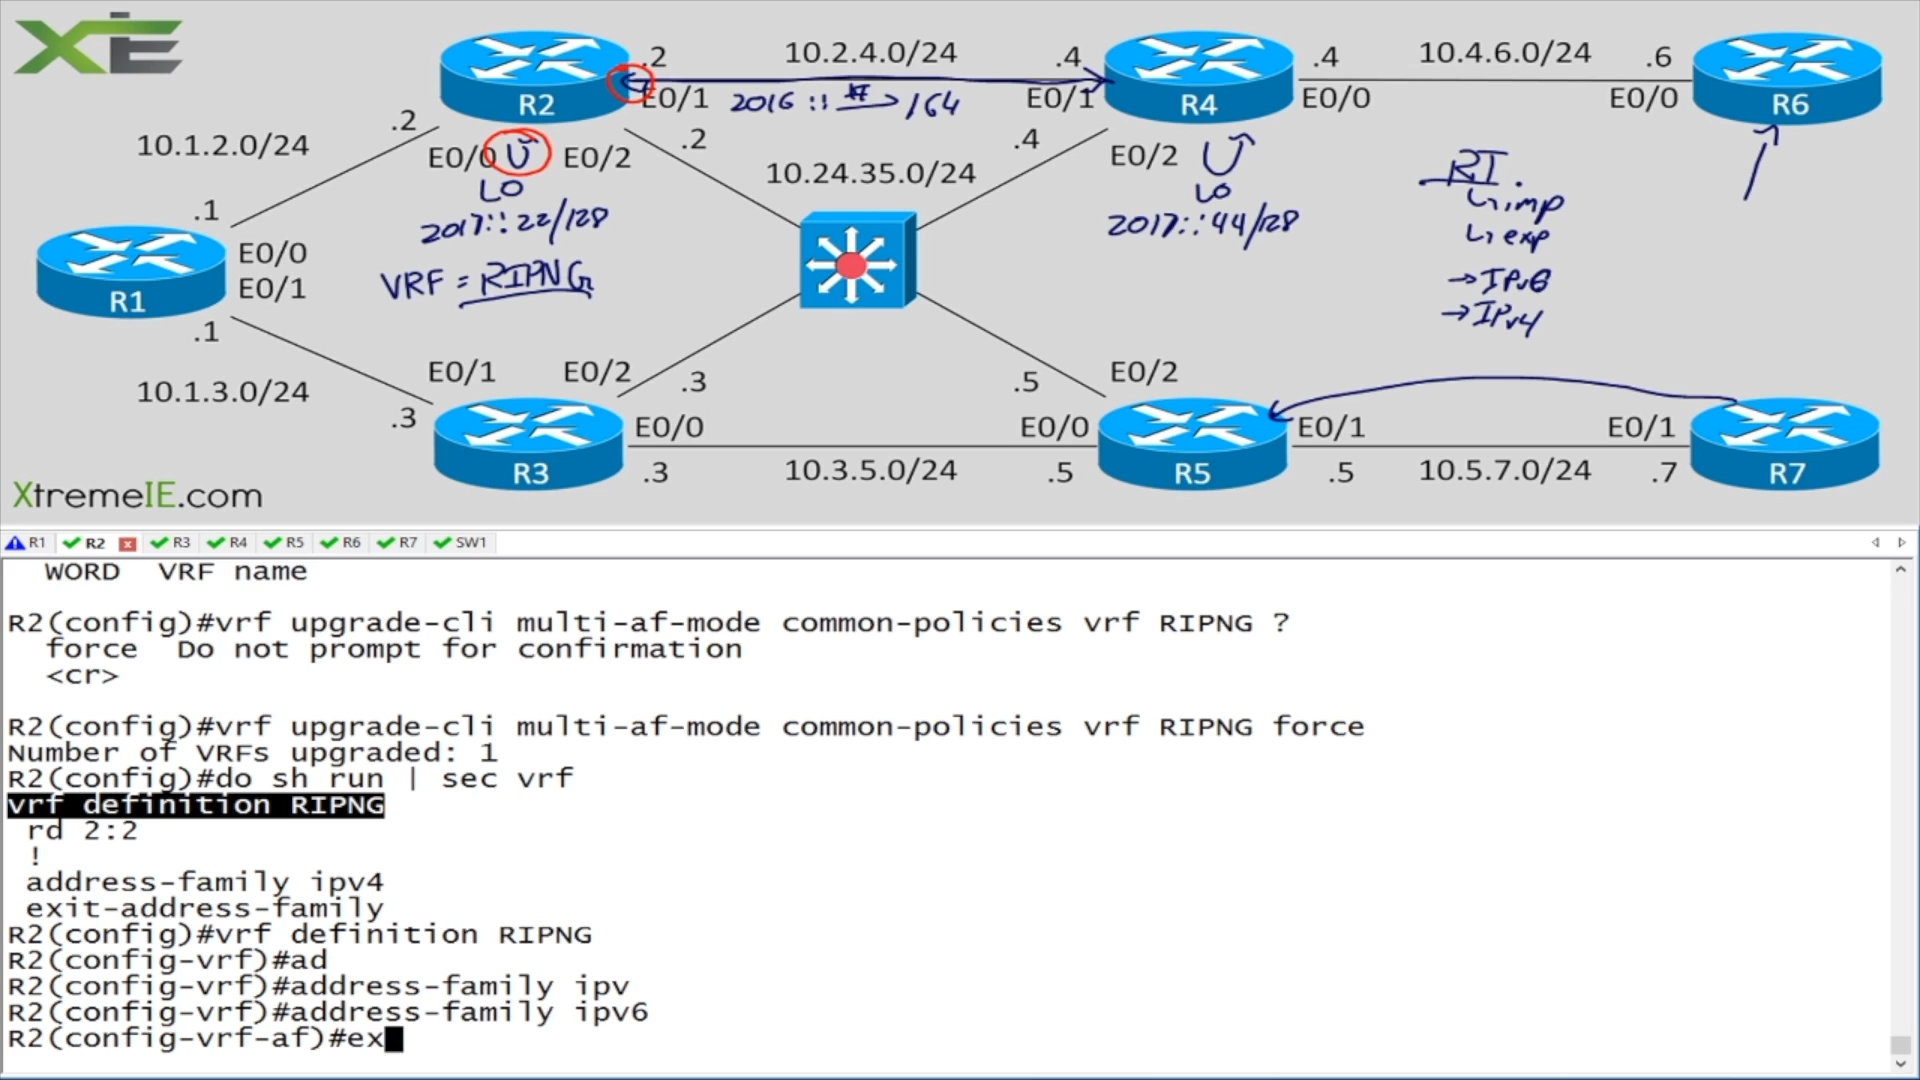 XIE
.2
10.2.4.0/24
.4
.4
10.4.6.0/24
.6
R2
E0/1
2016 :: # /64
E0/1
R4
E0/0
E0/0
R6
10.1.2.0/24
.2
E0/0
E0/2
.2
10.24.35.0/24
.4
E0/2
RI
L0
L0
imp
.1
2017::22/128
2017::44/128
exp
R1
E0/0
E0/1
VRF = RIPNG
→IPv6
→IPv4
.1
10.1.3.0/24
.3
E0/1
E0/2
.3
.5
E0/2
R3
E0/0
E0/0
R5
E0/1
E0/1
R7
.3
10.3.5.0/24
.5
.5
10.5.7.0/24
.7
XtremeIE.com
R1 R2 x R3 R4 R5 R6 R7 SW1
WORD VRF name
R2(config)#vrf upgrade-cli multi-af-mode common-policies vrf RIPNG ?
force Do not prompt for confirmation
<cr>
R2(config)#vrf upgrade-cli multi-af-mode common-policies vrf RIPNG force
Number of VRFs upgraded: 1
R2(config)#do sh run | sec vrf
vrf definition RIPNG
rd 2:2
!
address-family ipv4
exit-address-family
R2(config)#vrf definition RIPNG
R2(config-vrf)#ad
R2(config-vrf)#address-family ipv
R2(config-vrf)#address-family ipv6
R2(config-vrf-af)#ex